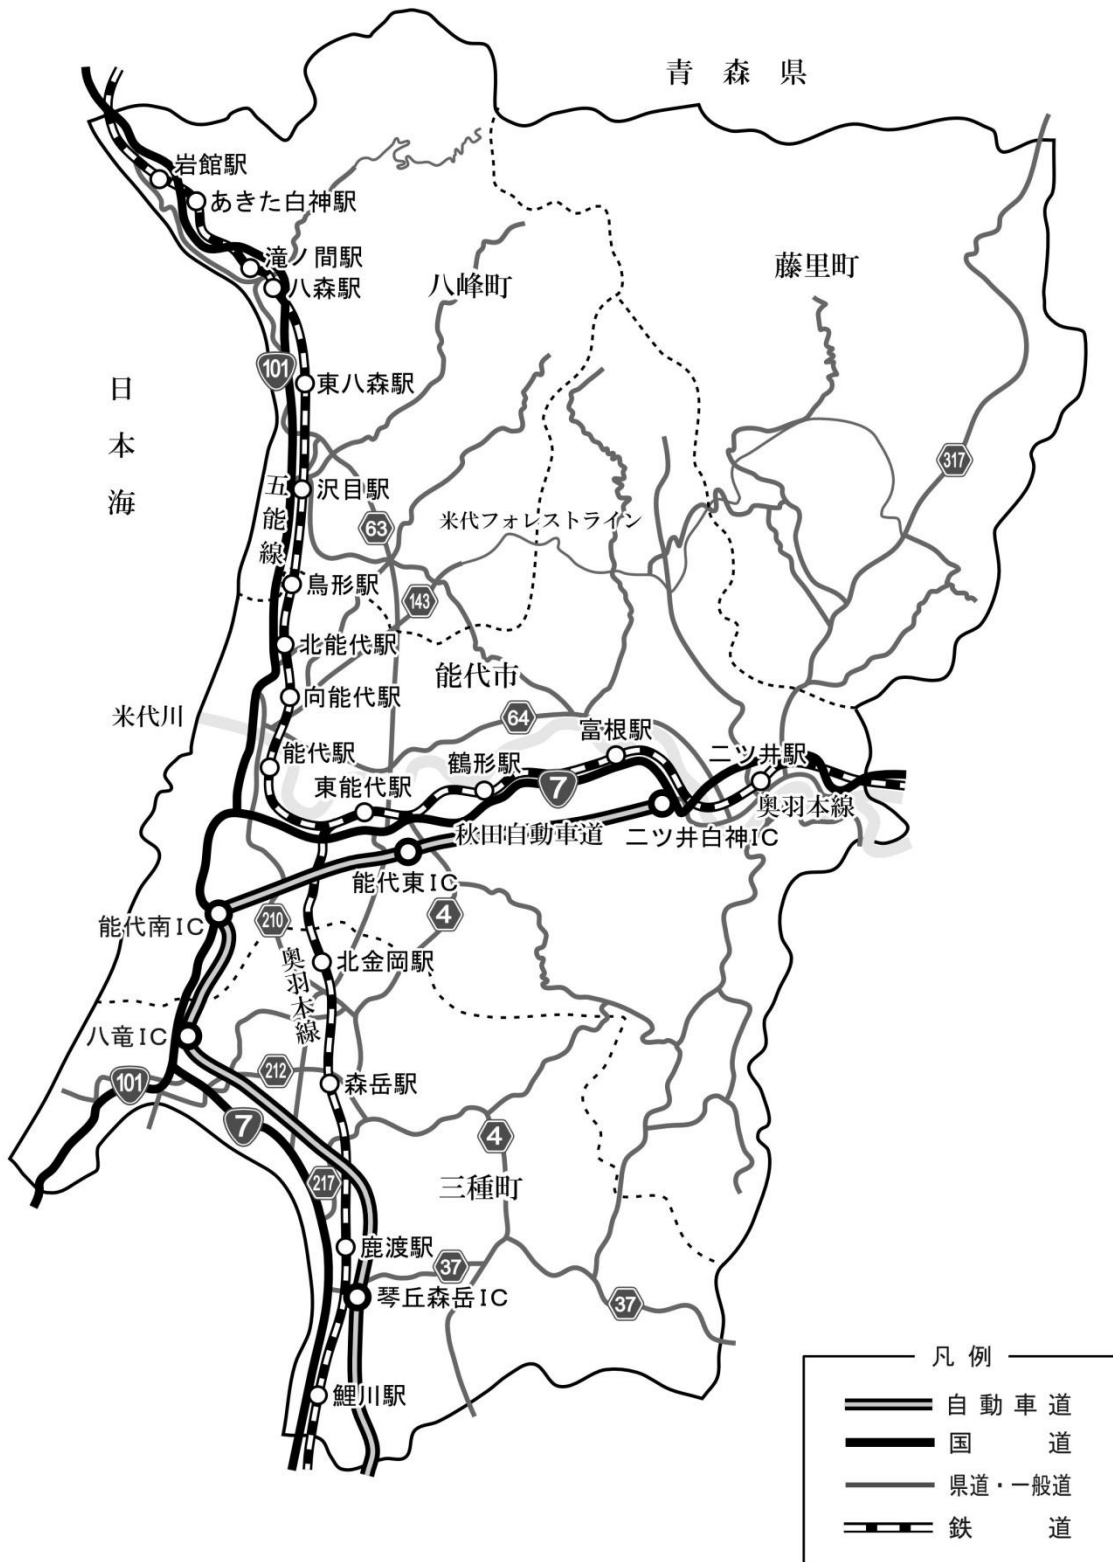 青森県
岩館駅
あきた白神駅
滝ノ間駅
八森駅
八峰町
藤里町
101
東八森駅
日本海
317
五能線
沢目駅
63
米代フォレストライン
鳥形駅
143
北能代駅
能代市
向能代駅
米代川
64
富根駅
能代駅
鶴形駅
二ツ井駅
東能代駅
7
奥羽本線
秋田自動車道
二ツ井白神IC
能代東IC
能代南IC
210
4
奥羽本線
北金岡駅
八竜IC
101
212
森岳駅
7
4
217
三種町
鹿渡駅
37
琴丘森岳IC
37
鯉川駅
凡例
自動車道
国道
県道・一般道
鉄道